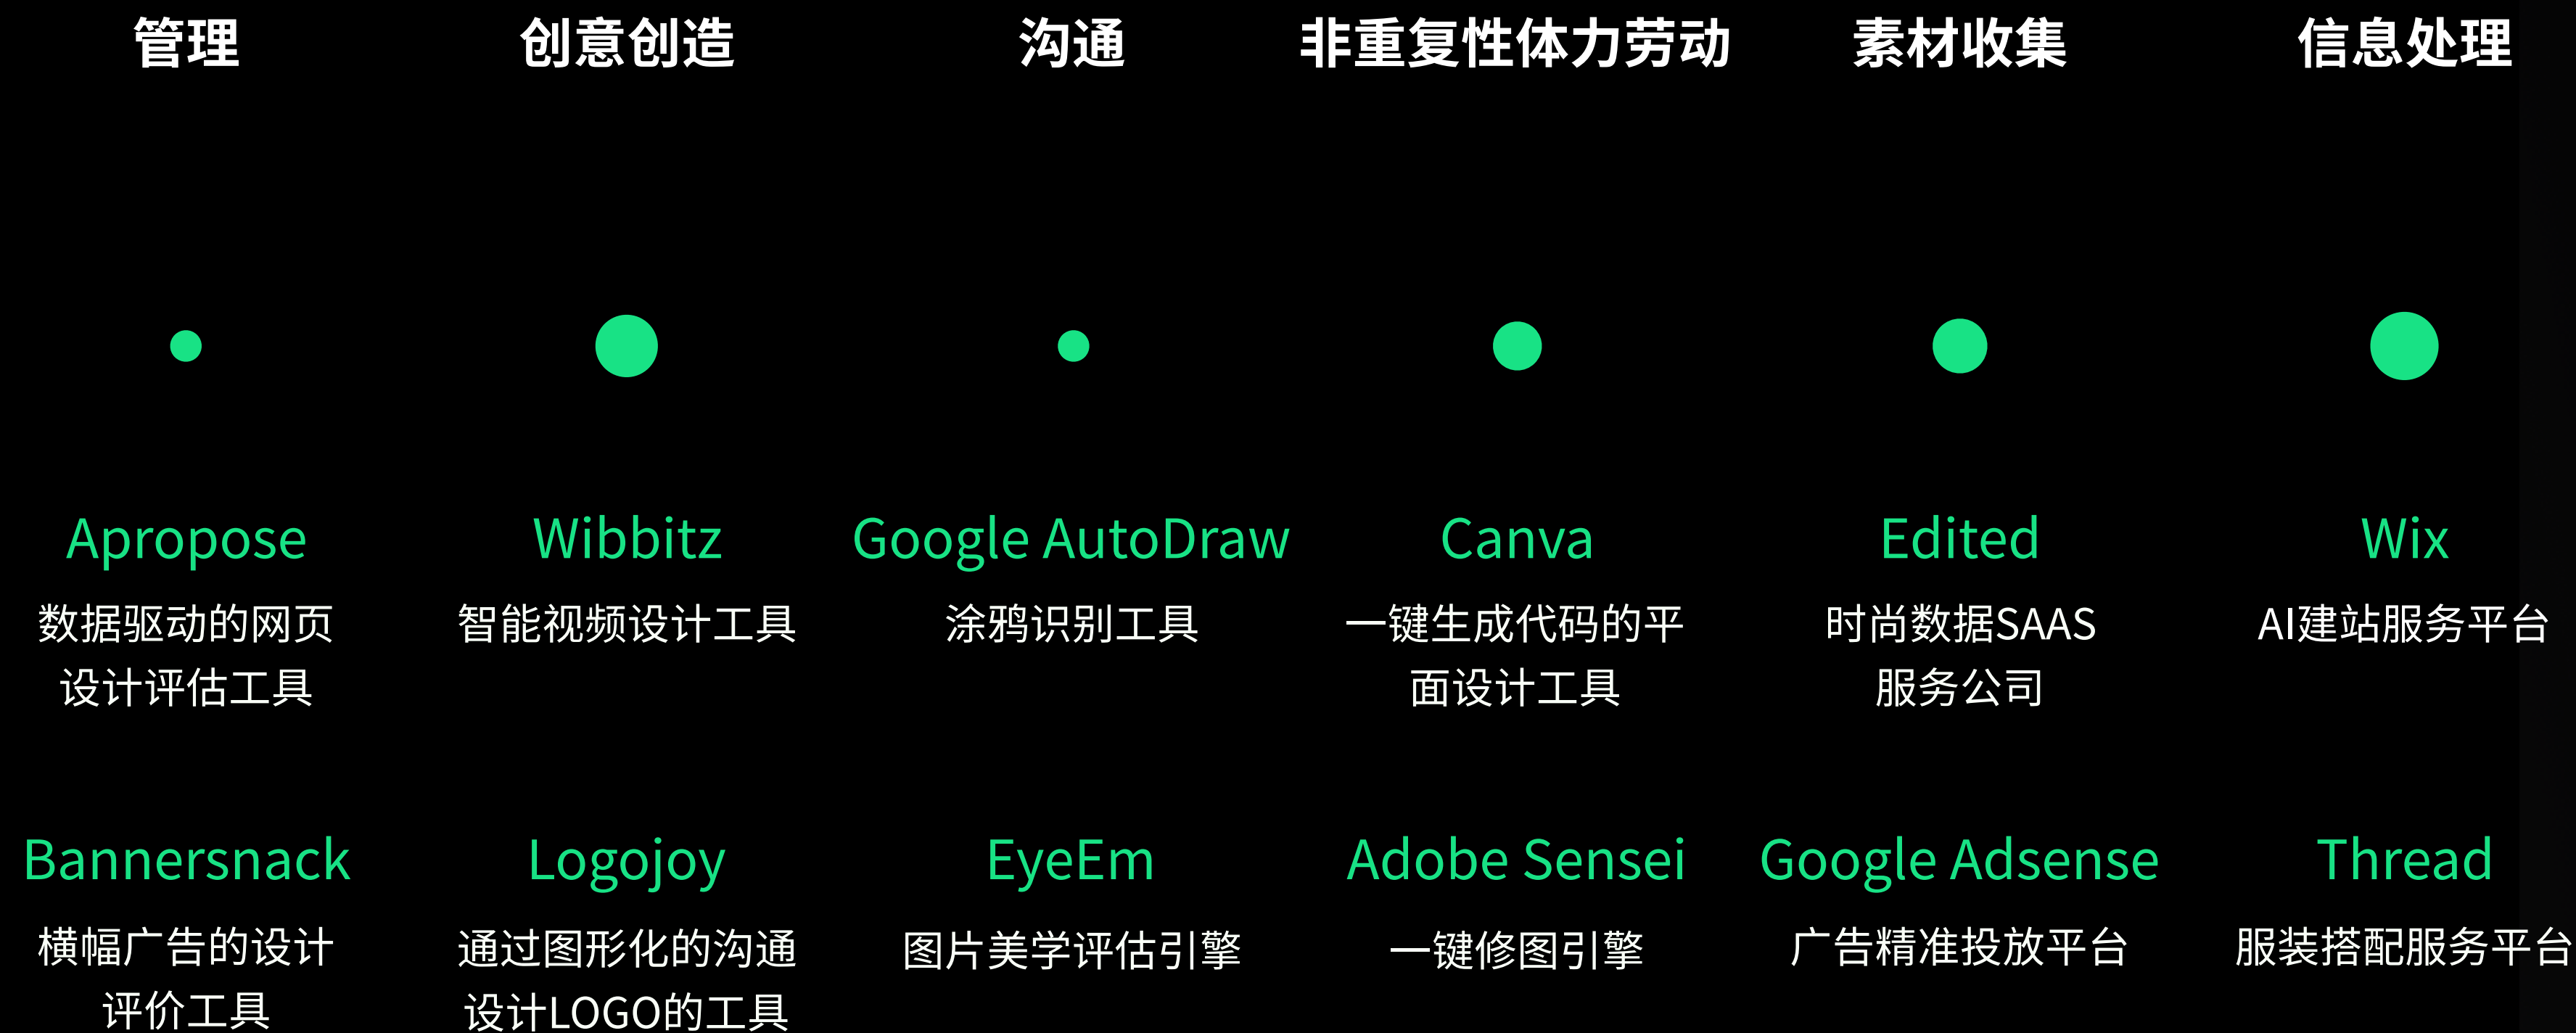 管理
创意创造
沟通
非重复性体力劳动
素材收集
信息处理
Apropose
Wibbitz
Google AutoDraw
Canva
Edited
Wix
数据驱动的网页
设计评估工具
智能视频设计工具
涂鸦识别工具
一键生成代码的平
面设计工具
时尚数据SAAS
服务公司
AI建站服务平台
Bannersnack
Logojoy
EyeEm
Adobe Sensei
Google Adsense
Thread
横幅广告的设计
评价工具
通过图形化的沟通
设计LOGO的工具
图片美学评估引擎
一键修图引擎
广告精准投放平台
服装搭配服务平台